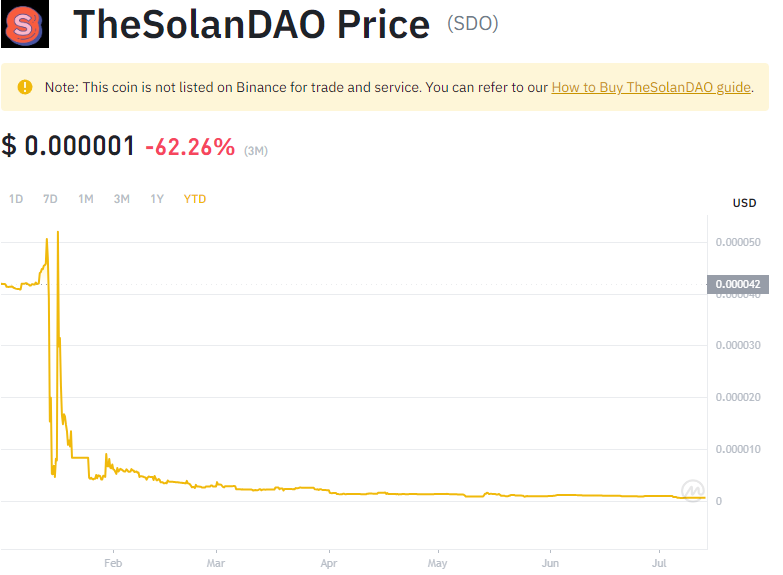 S
TheSolanDAO Price (SDO)
Note: This coin is not listed on Binance for trade and service. You can refer to our How to Buy TheSolanDAO guide.
$ 0.000001 -62.26% (3M)
1D 7D 1M 3M 1Y YTD
USD
0.000050
0.000042
0.000040
0.000030
0.000020
0.000010
0
Feb Mar Apr May Jun Jul